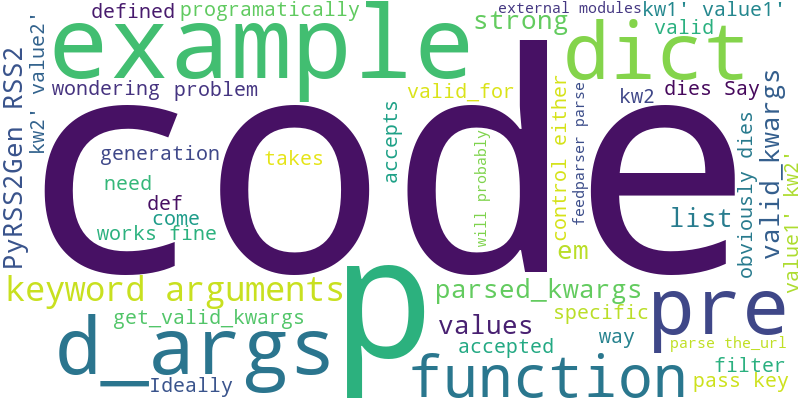 defined
programatically
external modules
kw1' value1'
strong
valid
example
dict
kw2' value2'
wondering
problem
valid_for
dies Say
kw2
PyRSS2Gen RSS2
code
accepts
control either
feedparser parse
valid_kwargs
generation
takes
need
def
come
works fine
will probably
list
obviously dies
value1' kw2'
em
keyword arguments
p
parsed_kwargs
pre
get_valid_kwargs
values
specific
d_args
accepted
way
parse the_url
function
filter
Ideally
pass key